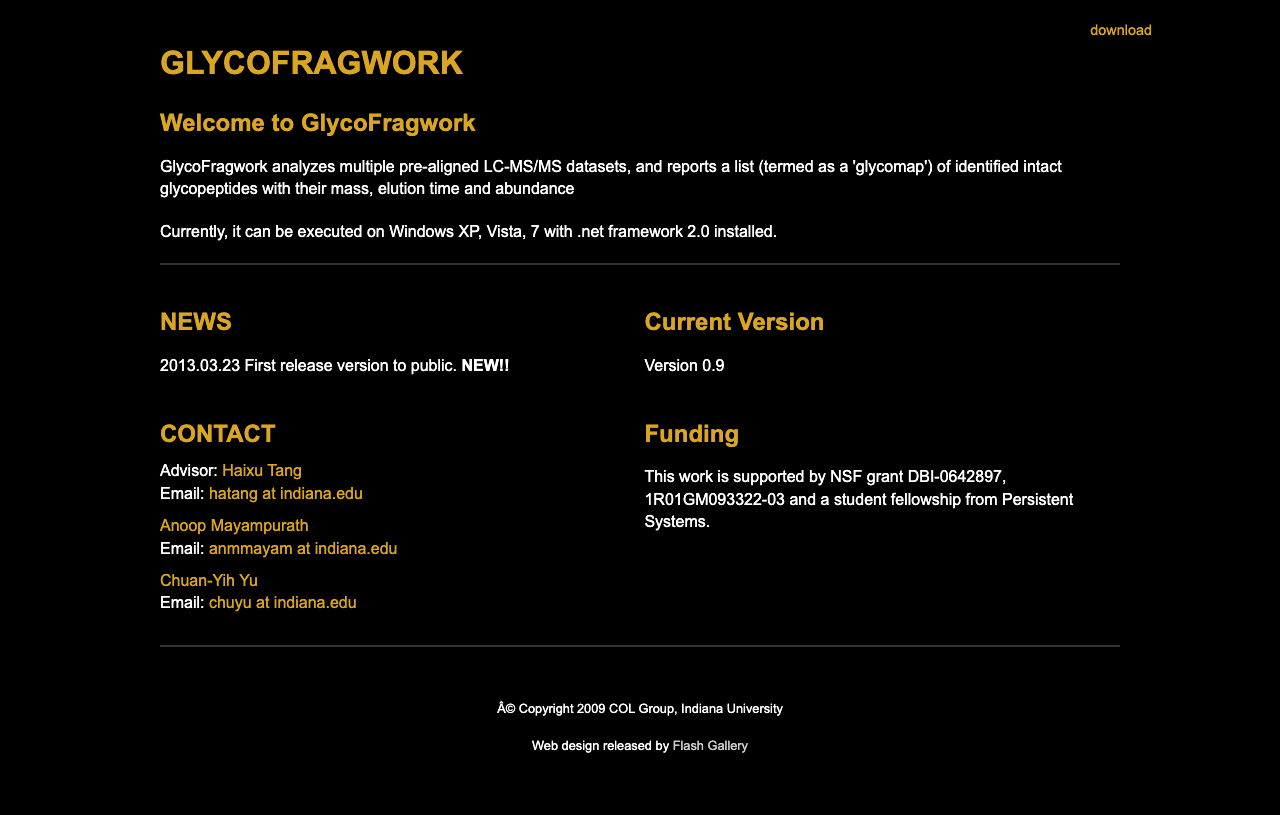 download
GLYCOFRAGWORK
Welcome to GlycoFragwork
GlycoFragwork analyzes multiple pre-aligned LC-MS/MS datasets, and reports a list (termed as a 'glycomap') of identified intact
glycopeptides with their mass, elution time and abundance
Currently, it can be executed on Windows XP, Vista, 7 with .net framework 2.0 installed.
NEWS
2013.03.23 First release version to public. NEW!!
Current Version
Version 0.9
CONTACT
Advisor: Haixu Tang
Email: hatang at indiana.edu
Anoop Mayampurath
Email: anmmayam at indiana.edu
Chuan-Yih Yu
Email: chuyu at indiana.edu
Funding
This work is supported by NSF grant DBI-0642897,
1R01GM093322-03 and a student fellowship from Persistent
Systems.
Â© Copyright 2009 COL Group, Indiana University
Web design released by Flash Gallery